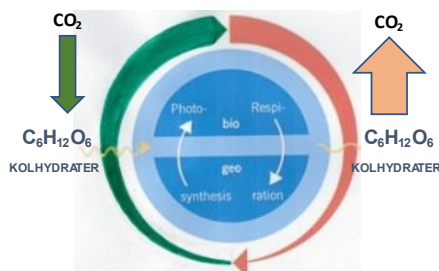 CO₂
CO₂
C₆H₁₂O₆
KOLHYDRATER
Photo-
Respi-
bio
geo
synthesis
ration
C₆H₁₂O₆
KOLHYDRATER